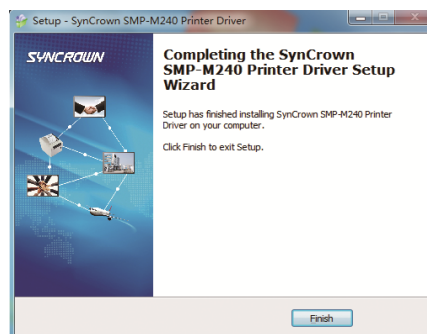 Setup - SynCrown SMP-M240 Printer Driver
SYNCROWN
Completing the SynCrown
SMP-M240 Printer Driver Setup
Wizard
Setup has finished installing SynCrown SMP-M240 Printer
Driver on your computer.
Click Finish to exit Setup.
Finish